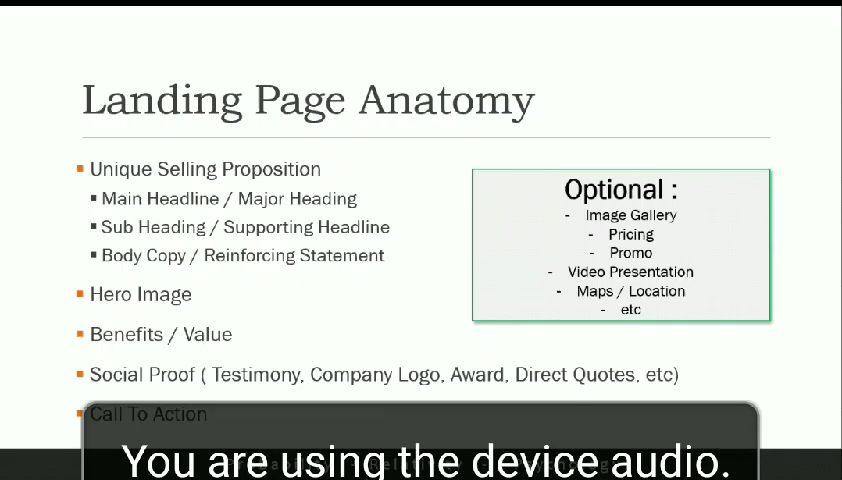 Landing Page Anatomy
▪ Unique Selling Proposition
▪ Main Headline / Major Heading
▪ Sub Heading / Supporting Headline
▪ Body Copy / Reinforcing Statement
▪ Hero Image
▪ Benefits / Value
▪ Social Proof ( Testimony, Company Logo, Award, Direct Quotes, etc)
▪ Call To Action
Optional :
- Image Gallery
- Pricing
- Promo
- Video Presentation
- Maps / Location
- etc
You are using the device audio.